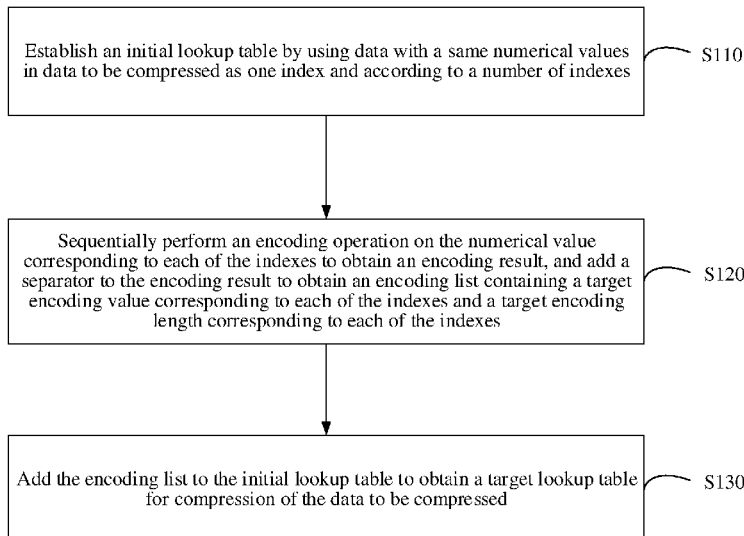 Establish an initial lookup table by using data with a same numerical values
in data to be compressed as one index and according to a number of indexes
S110
Sequentially perform an encoding operation on the numerical value
corresponding to each of the indexes to obtain an encoding result, and add a
separator to the encoding result to obtain an encoding list containing a target
encoding value corresponding to each of the indexes and a target encoding
length corresponding to each of the indexes
S120
Add the encoding list to the initial lookup table to obtain a target lookup table
for compression of the data to be compressed
S130